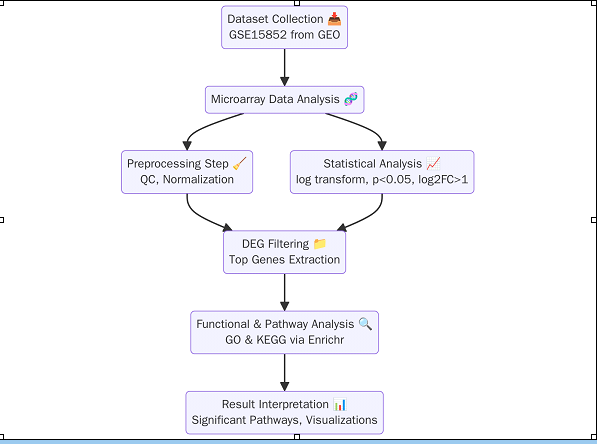 Dataset Collection 📥
GSE15852 from GEO
Microarray Data Analysis 🧬
Preprocessing Step 🧹
QC, Normalization
Statistical Analysis 📈
log transform, p<0.05, log2FC>1
DEG Filtering 📁
Top Genes Extraction
Functional & Pathway Analysis 🔍
GO & KEGG via Enrichr
Result Interpretation 📊
Significant Pathways, Visualizations